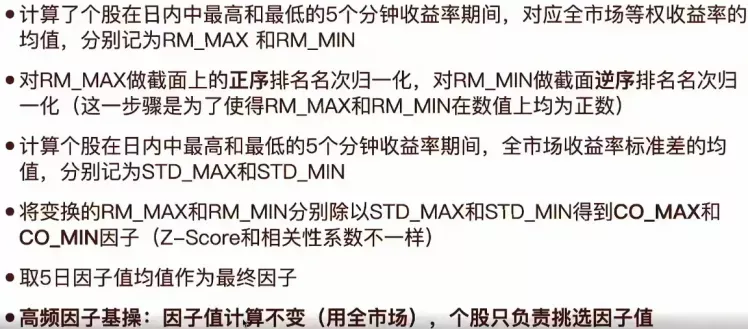 •计算了个股在日内中最高和最低的5个分钟收益率期间，对应全市场等权收益率的
均值，分别记为RM_MAX 和RM_MIN
•对RM_MAX做截面上的正序排名名次归一化，对RM_MIN做截面逆序排名名次归
一化（这一步骤是为了使得RM_MAX和RM_MIN在数值上均为正数）
•计算个股在日内中最高和最低的5个分钟收益率期间，全市场收益率标准差的均
值，分别记为STD_MAX和STD_MIN
•将变换的RM_MAX和RM_MIN分别除以STD_MAX和STD_MIN得到CO_MAX和
CO_MIN因子（Z-Score和相关性系数不一样）
•取5日因子值均值作为最终因子
•高频因子基操：因子值计算不变（用全市场），个股只负责挑选因子值